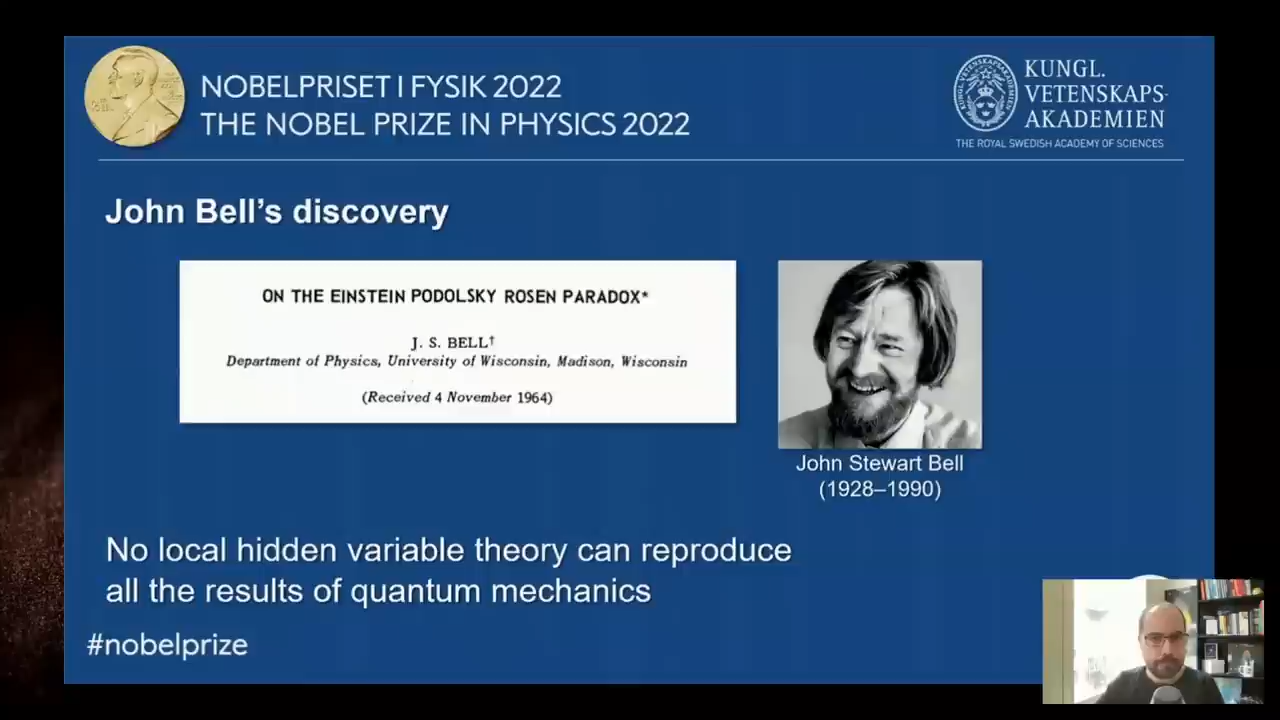 NOBELPRISET I FYSIK 2022
THE NOBEL PRIZE IN PHYSICS 2022
KUNGL.
VETENSKAPS-
AKADEMIEN
THE ROYAL SWEDISH ACADEMY OF SCIENCES
John Bell’s discovery
ON THE EINSTEIN PODOLSKY ROSEN PARADOX*
J. S. BELL†
Department of Physics, University of Wisconsin, Madison, Wisconsin
(Received 4 November 1964)
John Stewart Bell
(1928–1990)
No local hidden variable theory can reproduce
all the results of quantum mechanics
#nobelprize